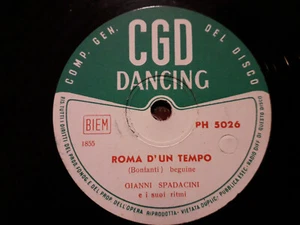 COMP. GEN. DEL DISCO
CGD
DANCING
BIEM
1855
PH 5026
ROMA D'UN TEMPO
(Bonfanti) beguine
GIANNI SPADACINI
e i suoi ritmi